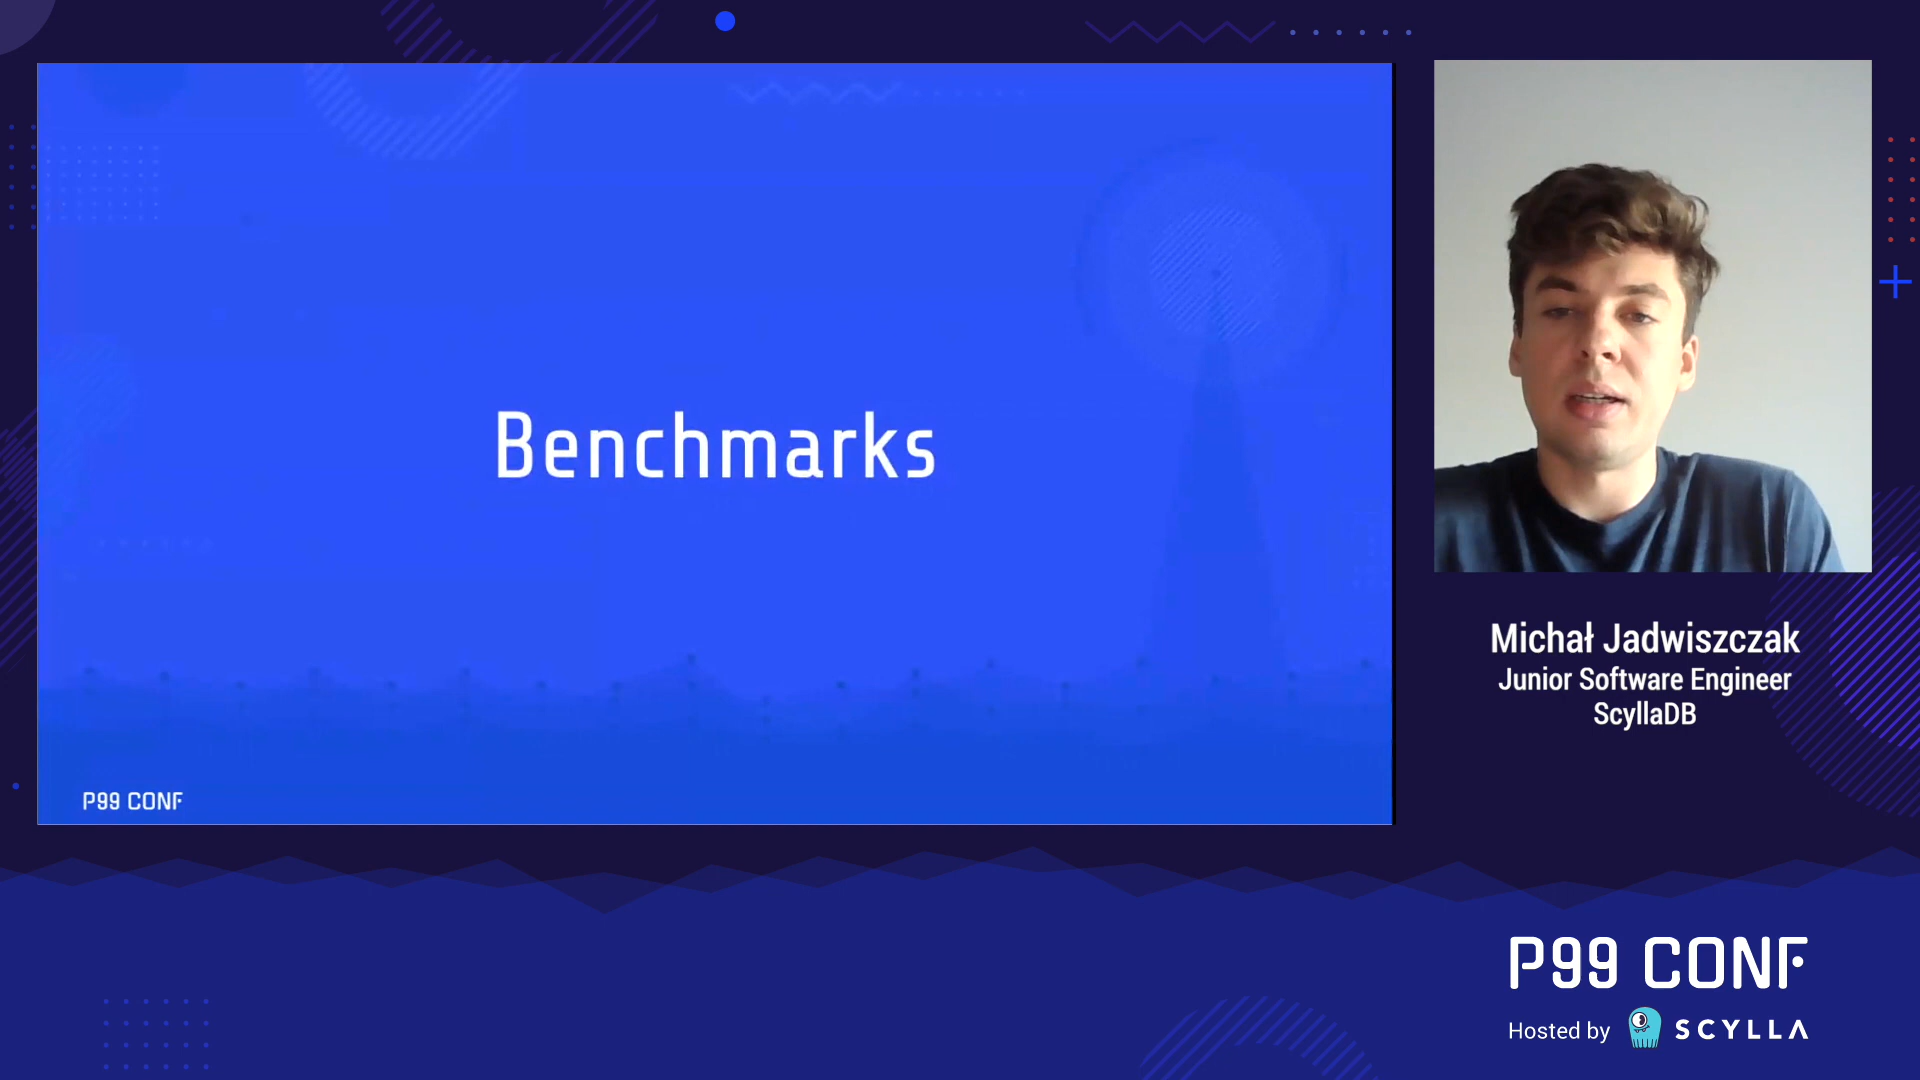 Benchmarks
P99 CONF
Michał Jadwiszczak
Junior Software Engineer
ScyllaDB
P99 CONF
Hosted by SCYLLA